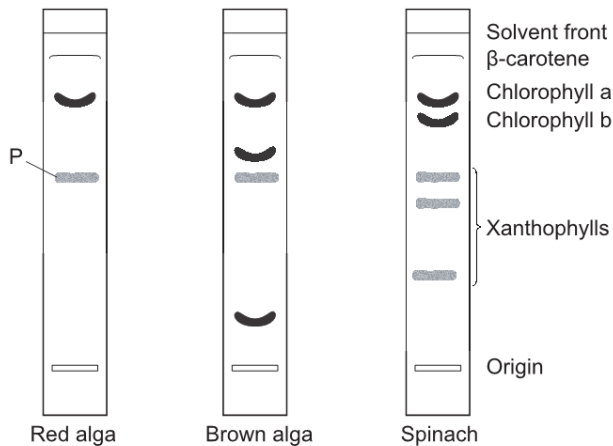 Solvent front
β-carotene
Chlorophyll a
Chlorophyll b
P
Xanthophylls
Origin
Red alga
Brown alga
Spinach